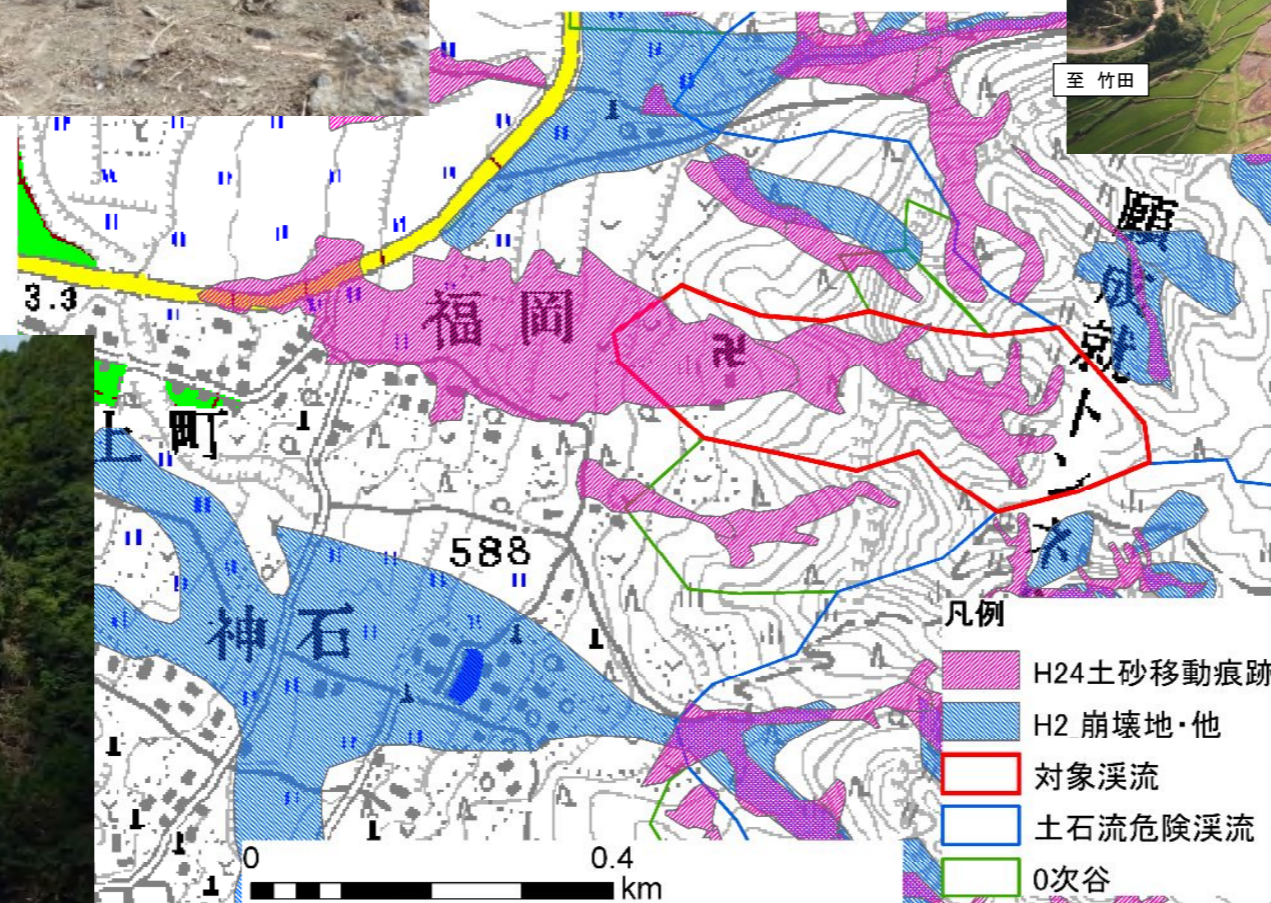 至 竹田
3.3
福岡
上町
588
神石
凡例
H24土砂移動痕跡
H2 崩壊地・他
対象渓流
土石流危険渓流
0次谷
0 0.4
km